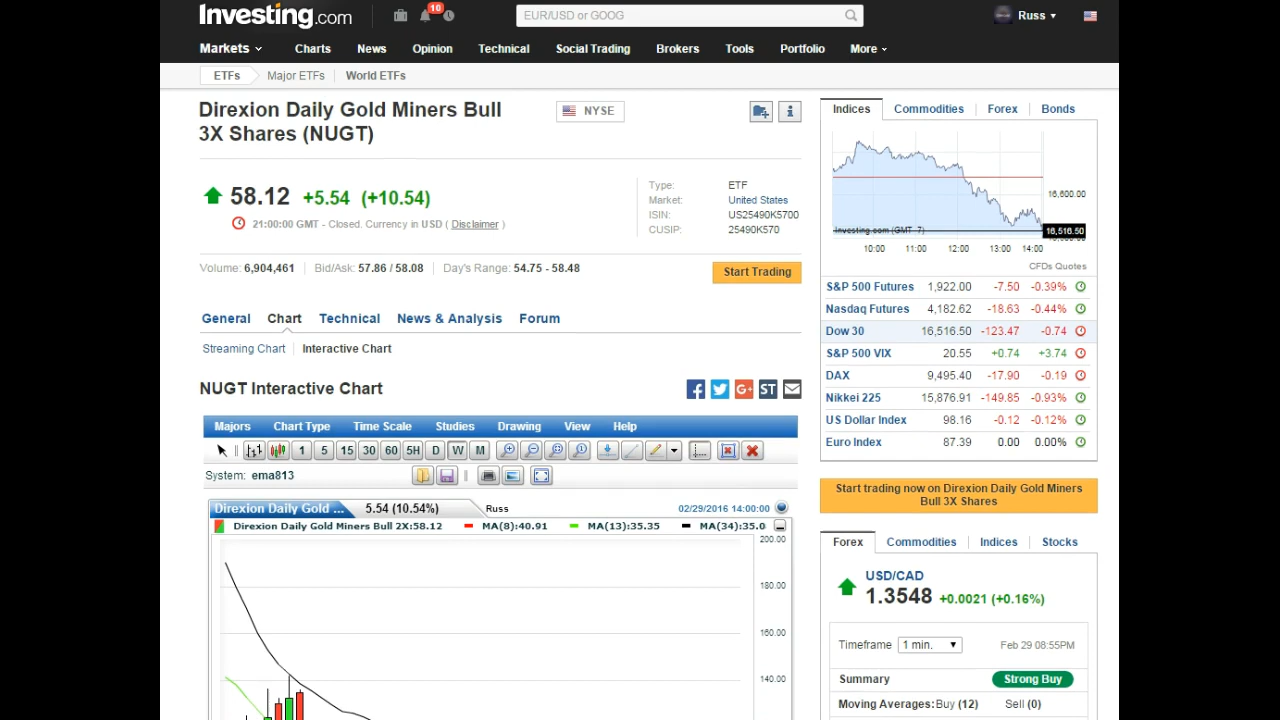 Investing.com
10
EUR/USD or GOOG
Russ
Markets Charts News Opinion Technical Social Trading Brokers Tools Portfolio More
ETFs Major ETFs World ETFs
Direxion Daily Gold Miners Bull
3X Shares (NUGT)
NYSE
58.12 +5.54 (+10.54)
21:00:00 GMT - Closed. Currency in USD ( Disclaimer )
Type: ETF
Market: United States
ISIN: US25490K5700
CUSIP: 25490K570
Volume: 6,904,461 Bid/Ask: 57.86 / 58.08 Day's Range: 54.75 - 58.48
Start Trading
General Chart Technical News & Analysis Forum
Streaming Chart Interactive Chart
NUGT Interactive Chart
G+ ST
Majors Chart Type Time Scale Studies Drawing View Help
1 5 15 30 60 5H D W M
System: ema813
Direxion Daily Gold ... 5.54 (10.54%) Russ 02/29/2016 14:00:00
Direxion Daily Gold Miners Bull 2X:58.12 MA(8):40.91 MA(13):35.35 MA(34):35.0
200.00
180.00
160.00
140.00
Indices Commodities Forex Bonds
16,600.00
16,516.50
Investing.com (GMT -7)
10:00 11:00 12:00 13:00 14:00
CFDs Quotes
S&P 500 Futures 1,922.00 -7.50 -0.39%
Nasdaq Futures 4,182.62 -18.63 -0.44%
Dow 30 16,516.50 -123.47 -0.74
S&P 500 VIX 20.55 +0.74 +3.74
DAX 9,495.40 -17.90 -0.19
Nikkei 225 15,876.91 -149.85 -0.93%
US Dollar Index 98.16 -0.12 -0.12%
Euro Index 87.39 0.00 0.00%
Start trading now on Direxion Daily Gold Miners
Bull 3X Shares
Forex Commodities Indices Stocks
USD/CAD
1.3548 +0.0021 (+0.16%)
Timeframe 1 min. Feb 29 08:55PM
Summary Strong Buy
Moving Averages: Buy (12) Sell (0)